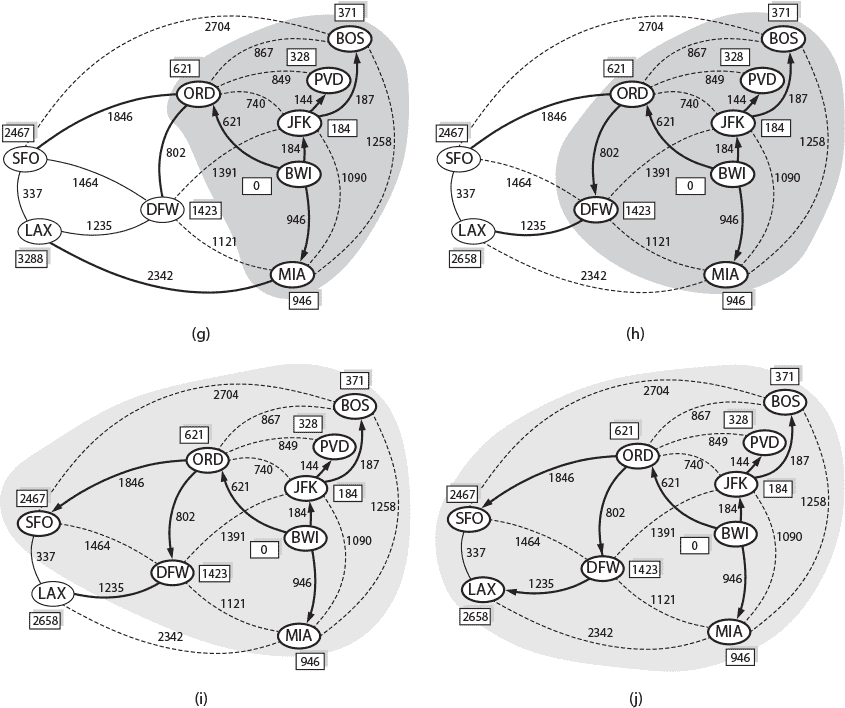 2704
371
BOS
867
328
621
849
PVD
ORD
740
144
187
JFK
2467
1846
621
184
SFO
184
1258
802
1391
BWI
1464
0
1090
337
DFW
1423
946
LAX
1235
1121
3288
2342
MIA
946
(g)
2704
371
BOS
867
328
621
849
PVD
ORD
740
144
187
JFK
2467
1846
621
184
SFO
184
1258
802
1391
BWI
1464
0
1090
337
DFW
1423
946
LAX
1235
1121
2658
2342
MIA
946
(h)
2704
371
BOS
867
328
621
849
PVD
ORD
740
144
187
JFK
2467
1846
621
184
SFO
184
1258
802
1391
BWI
1464
0
1090
337
DFW
1423
946
LAX
1235
1121
2658
2342
MIA
946
(i)
2704
371
BOS
867
328
621
849
PVD
ORD
740
144
187
JFK
2467
1846
621
184
SFO
184
1258
802
1391
BWI
1464
0
1090
337
DFW
1423
946
LAX
1235
1121
2658
2342
MIA
946
(j)